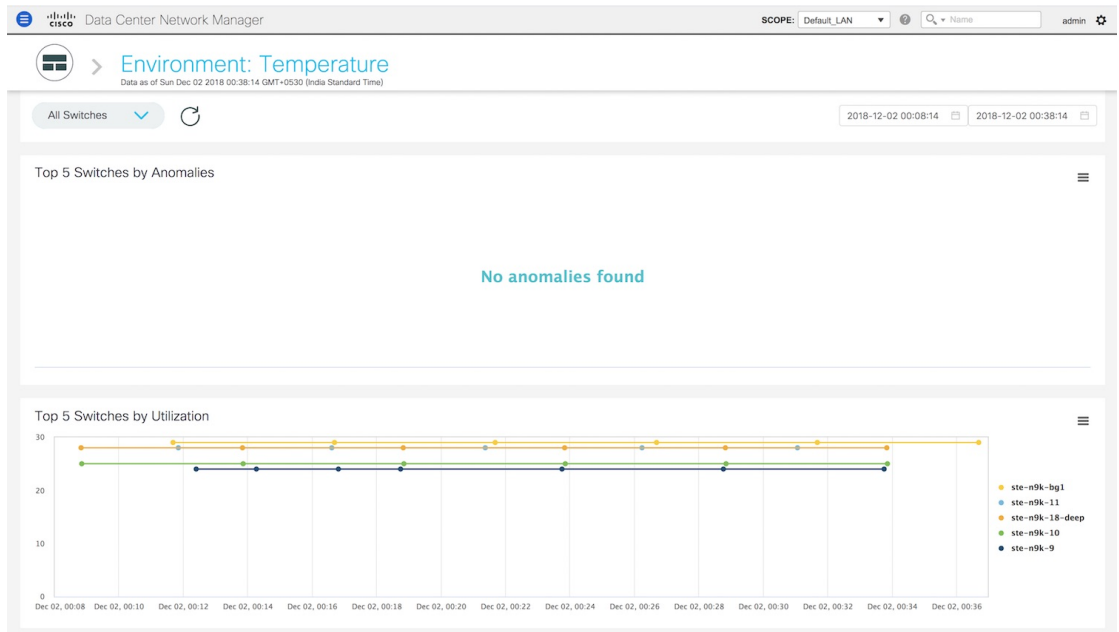 cisco Data Center Network Manager SCOPE: Default_LAN Name admin
Environment: Temperature
Data as of Sun Dec 02 2018 00:38:14 GMT+0530 (India Standard Time)
All Switches 2018-12-02 00:08:14 2018-12-02 00:38:14
Top 5 Switches by Anomalies
No anomalies found
Top 5 Switches by Utilization
30
20
10
0
ste-n9k-bg1
ste-n9k-11
ste-n9k-18-deep
ste-n9k-10
ste-n9k-9
Dec 02, 00:08 Dec 02, 00:10 Dec 02, 00:12 Dec 02, 00:14 Dec 02, 00:16 Dec 02, 00:18 Dec 02, 00:20 Dec 02, 00:22 Dec 02, 00:24 Dec 02, 00:26 Dec 02, 00:28 Dec 02, 00:30 Dec 02, 00:32 Dec 02, 00:34 Dec 02, 00:36